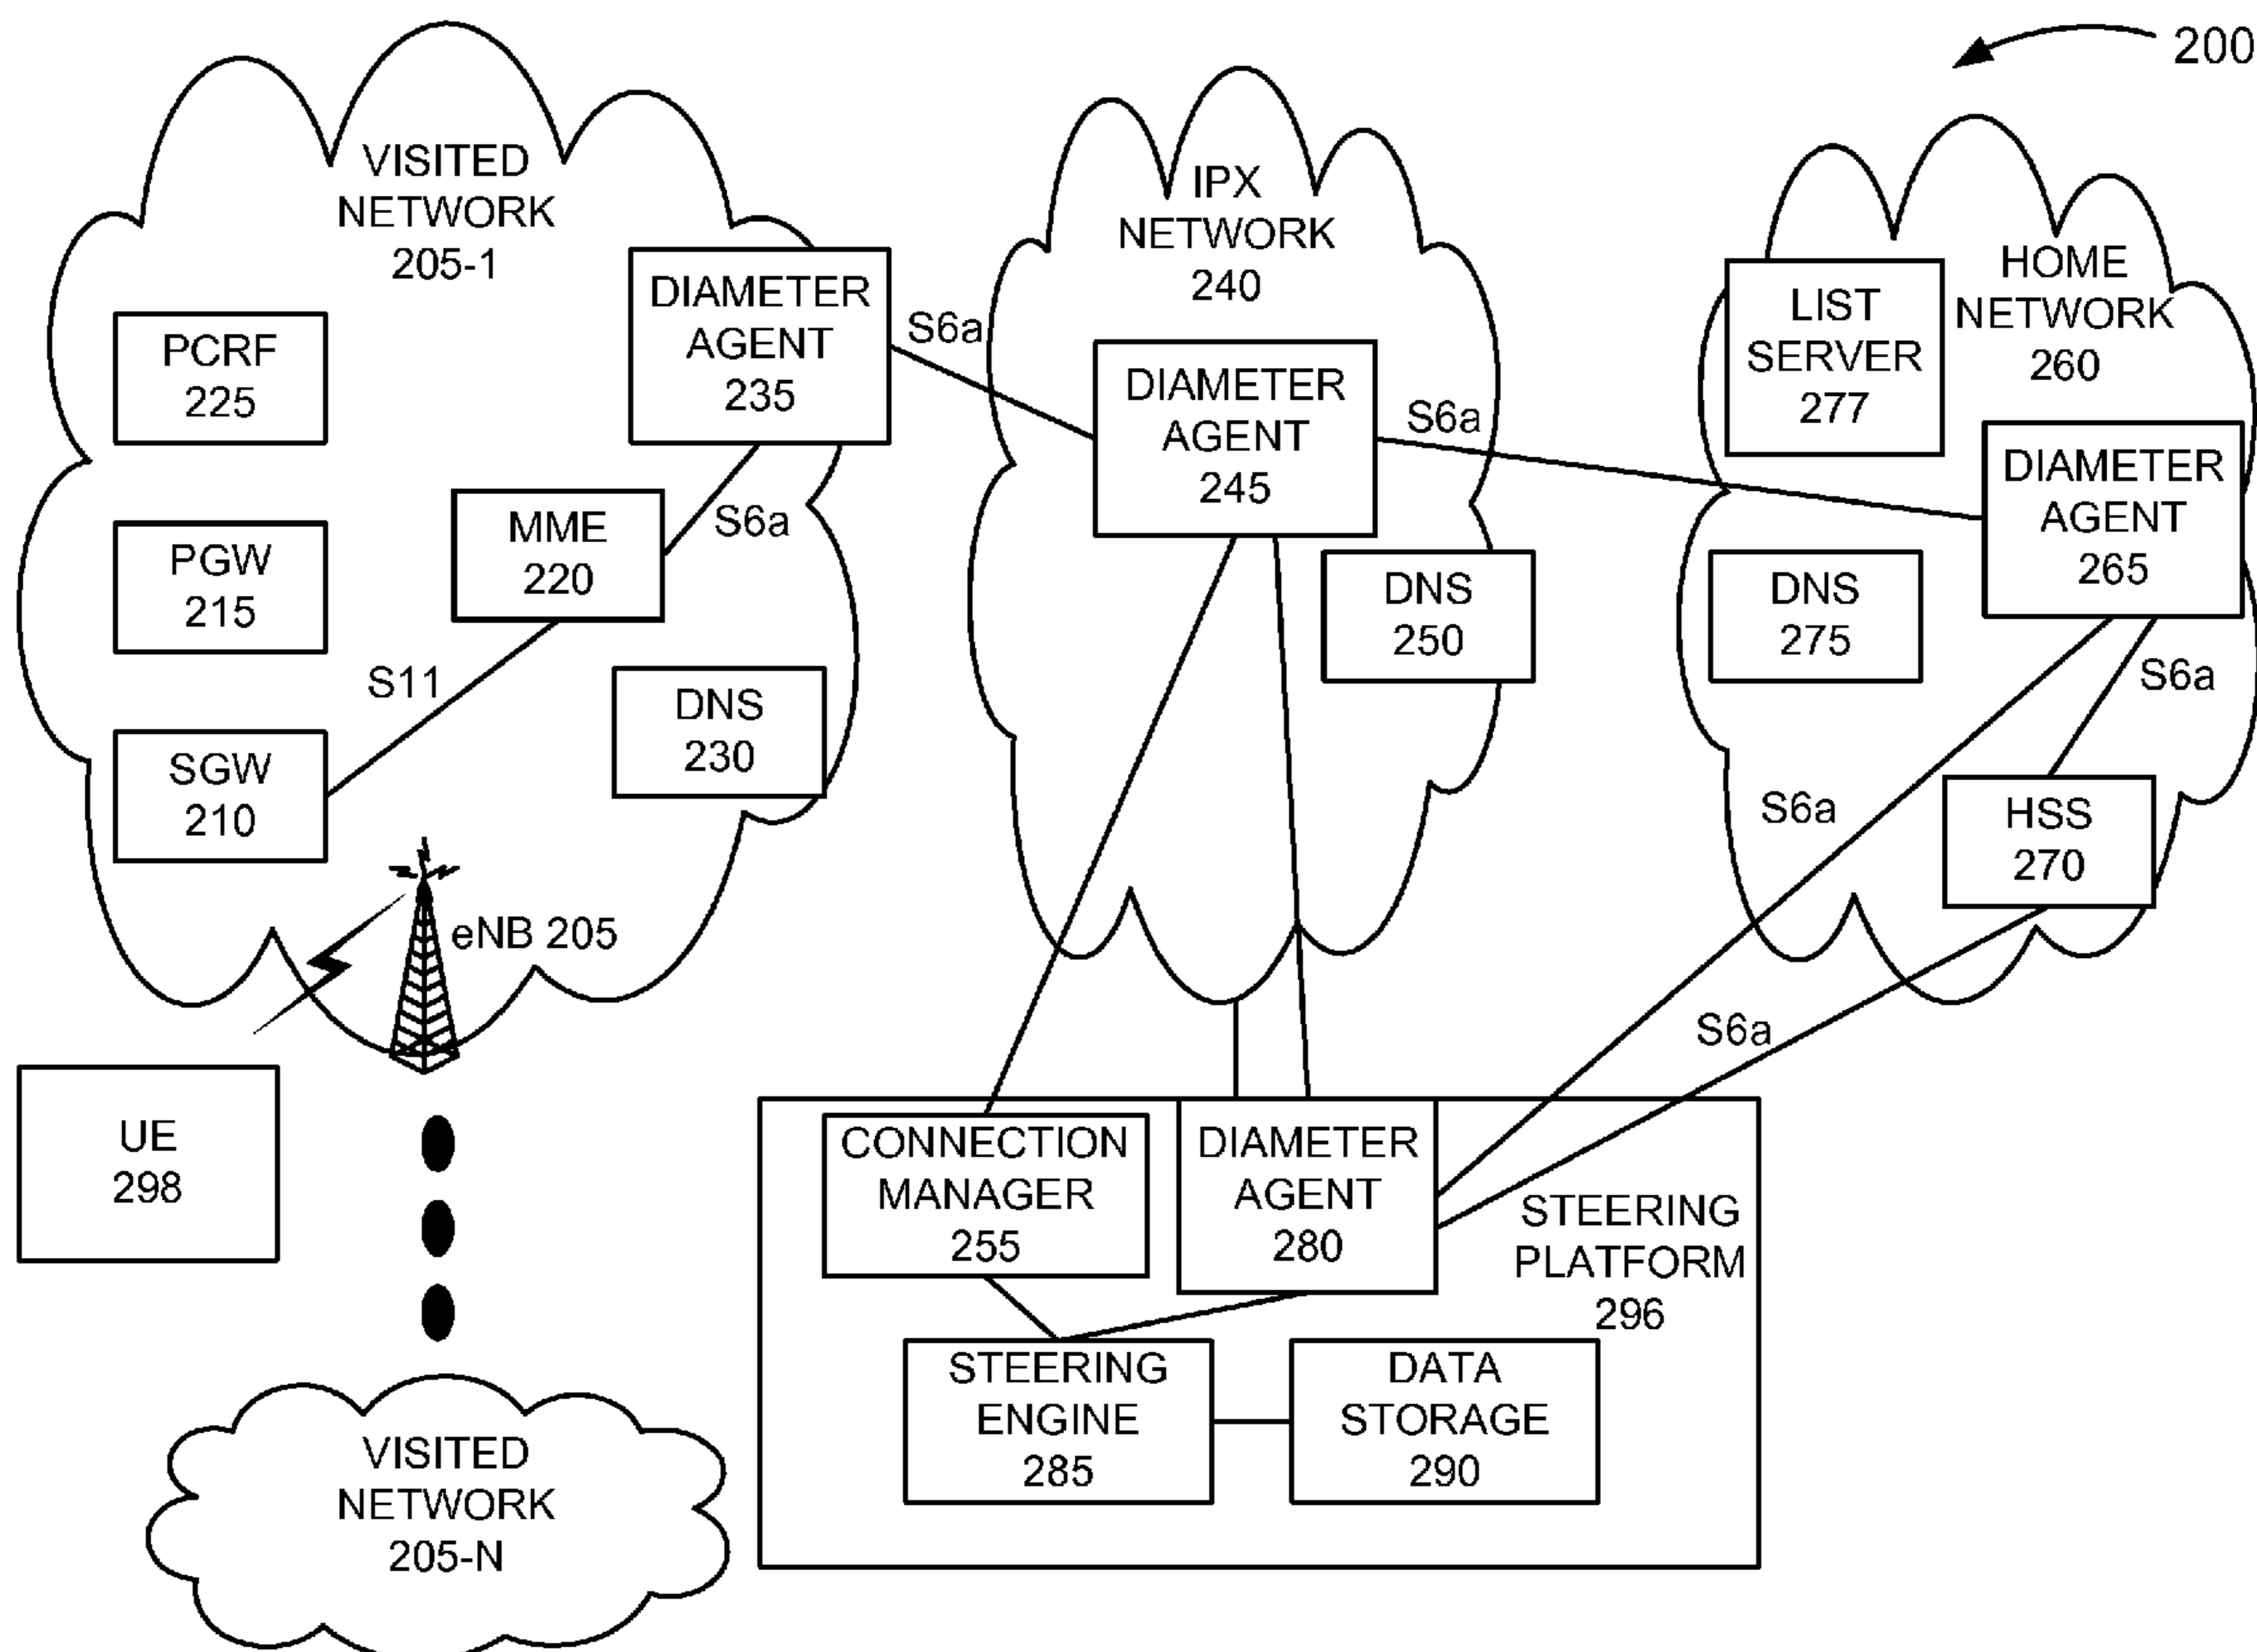 200
VISITED
NETWORK
205-1
PCRF
225
PGW
215
SGW
210
S11
MME
220
S6a
DIAMETER
AGENT
235
DNS
230
eNB 205
UE
298
VISITED
NETWORK
205-N
S6a
IPX
NETWORK
240
DIAMETER
AGENT
245
DNS
250
S6a
HOME
NETWORK
260
LIST
SERVER
277
DIAMETER
AGENT
265
DNS
275
S6a
HSS
270
S6a
S6a
CONNECTION
MANAGER
255
DIAMETER
AGENT
280
STEERING
PLATFORM
296
STEERING
ENGINE
285
DATA
STORAGE
290